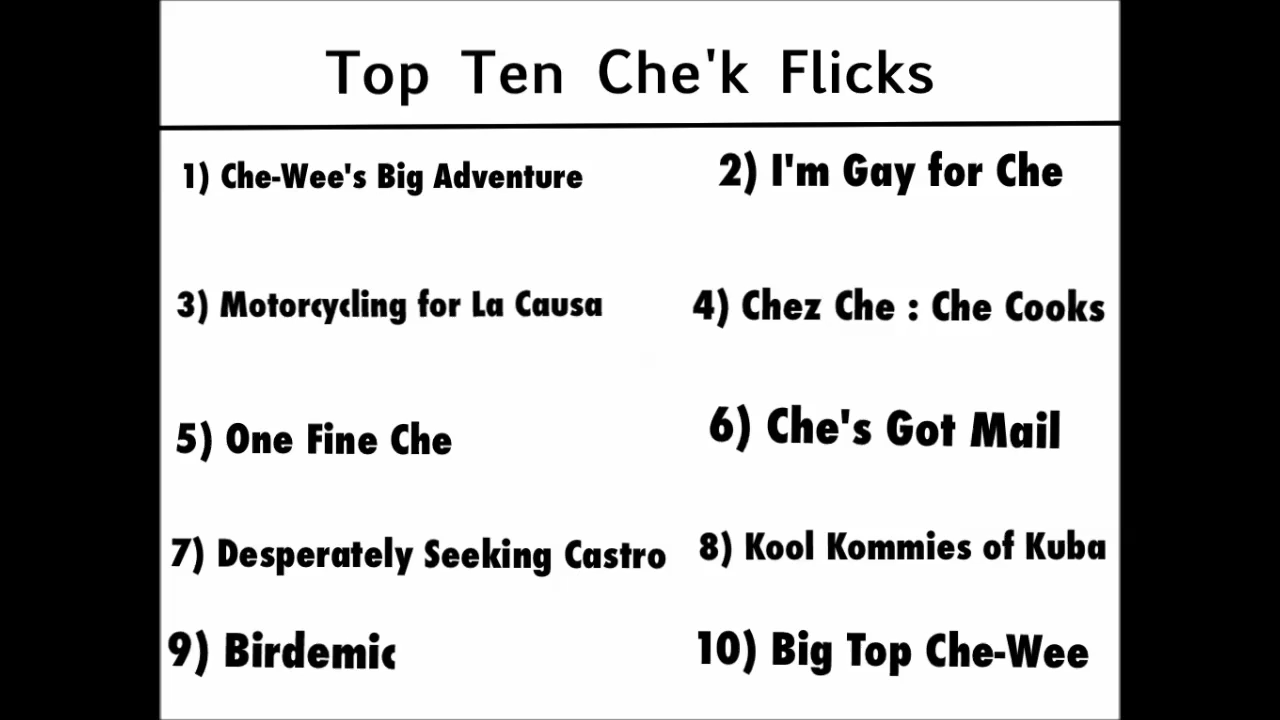 Top Ten Che'k Flicks
1) Che-Wee's Big Adventure
2) I'm Gay for Che
3) Motorcycling for La Causa
4) Chez Che : Che Cooks
5) One Fine Che
6) Che's Got Mail
7) Desperately Seeking Castro
8) Kool Kommies of Kuba
9) Birdemic
10) Big Top Che-Wee